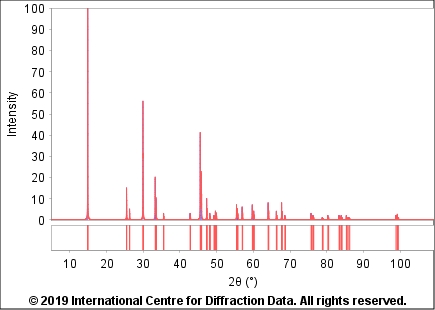 100
90
80
70
60
50
40
30
20
10
0
Intensity
10 20 30 40 50 60 70 80 90 100
2θ (°)
© 2019 International Centre for Diffraction Data. All rights reserved.